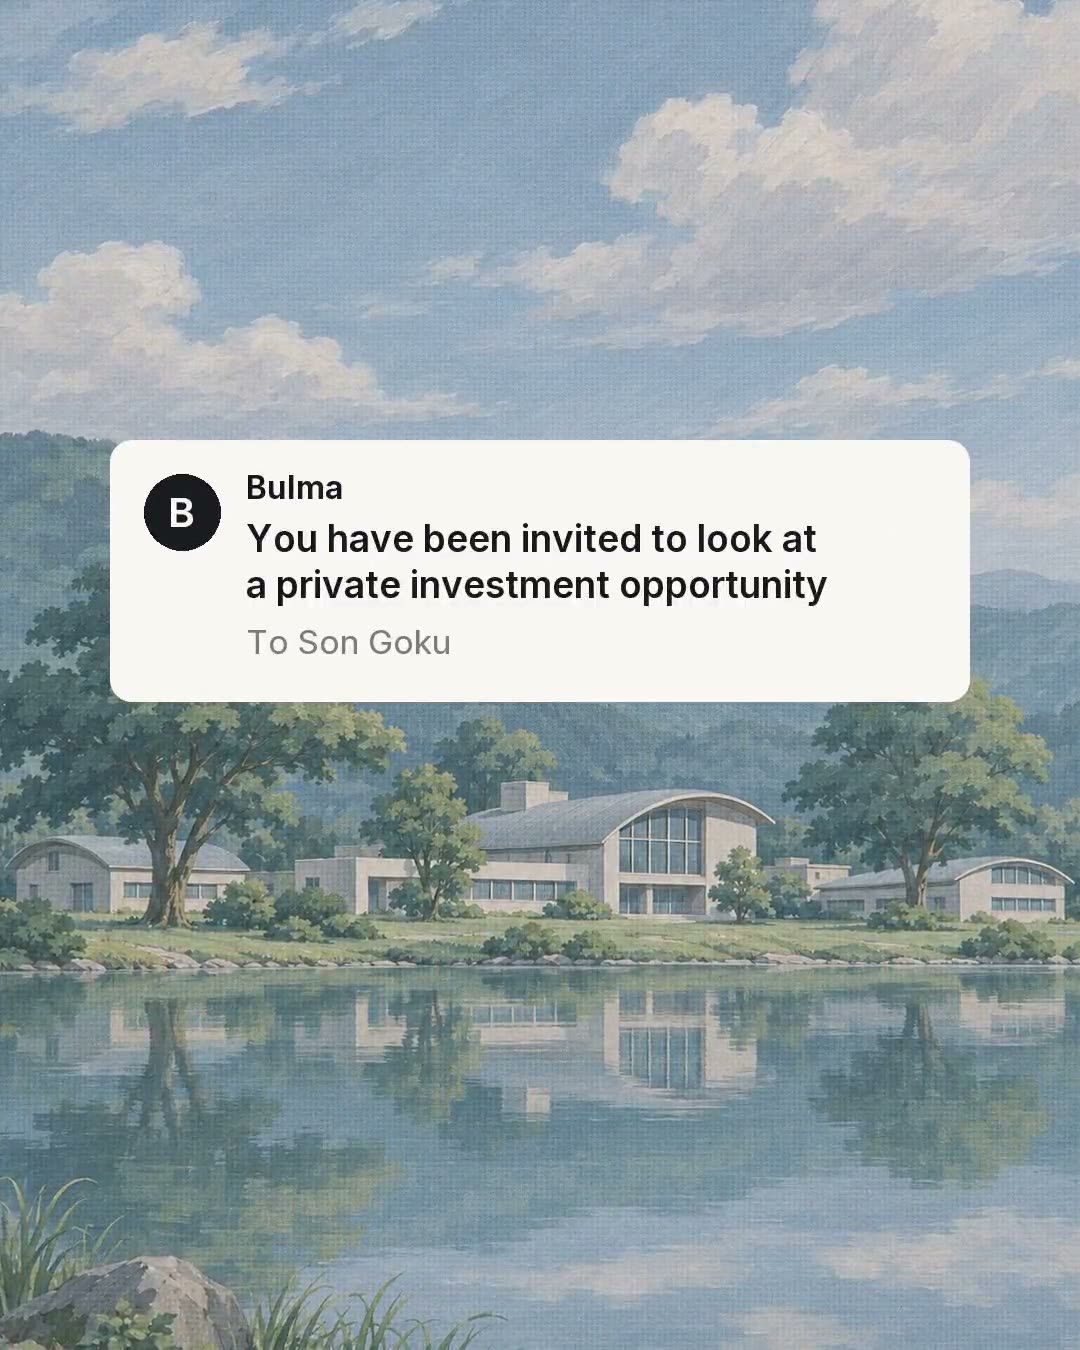 B
Bulma
You have been invited to look at
a private investment opportunity
To Son Goku